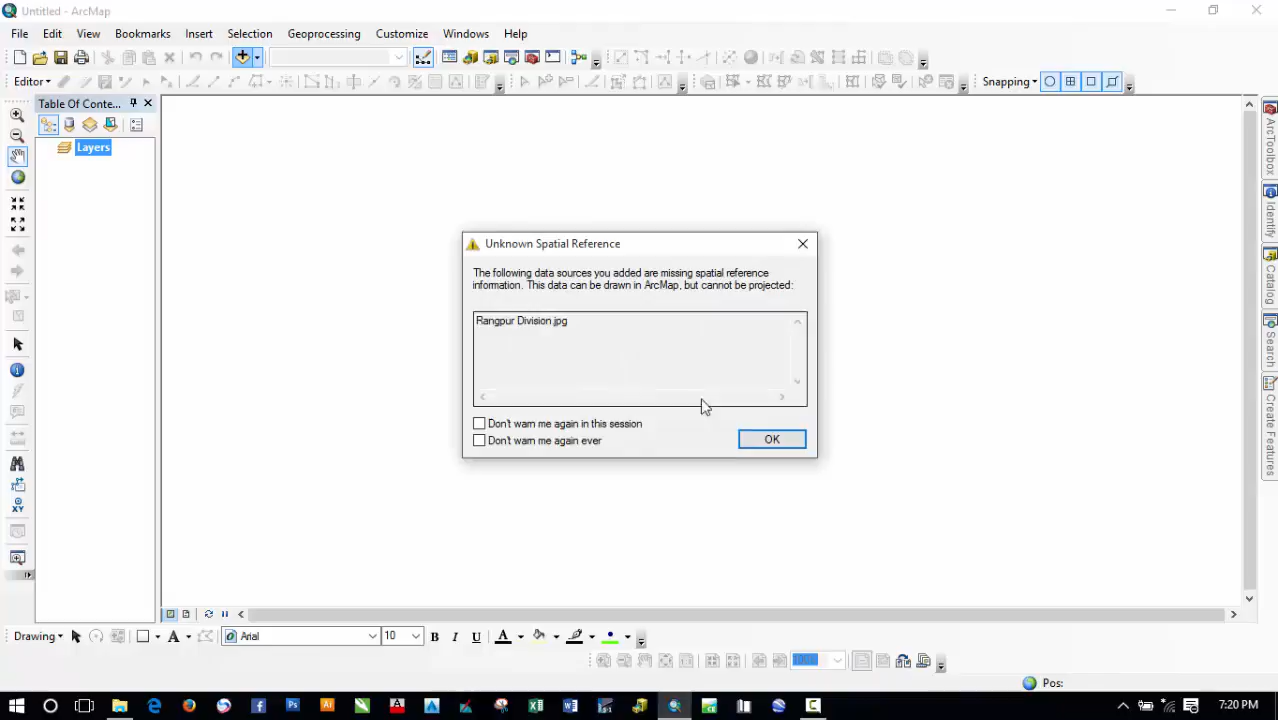 Untitled - ArcMap
File Edit View Bookmarks Insert Selection Geoprocessing Customize Windows Help
Editor
Snapping
Table Of Conte...
Layers
Unknown Spatial Reference
The following data sources you added are missing spatial reference
information. This data can be drawn in ArcMap, but cannot be projected:
Rangpur Division.jpg
Don't warn me again in this session
Don't warn me again ever
OK
ArcToolbox
Identify
Catalog
Search
Create Features
XY
Drawing
A
Arial
10
B I U A
Pos:
Ps
Ai
7:20 PM